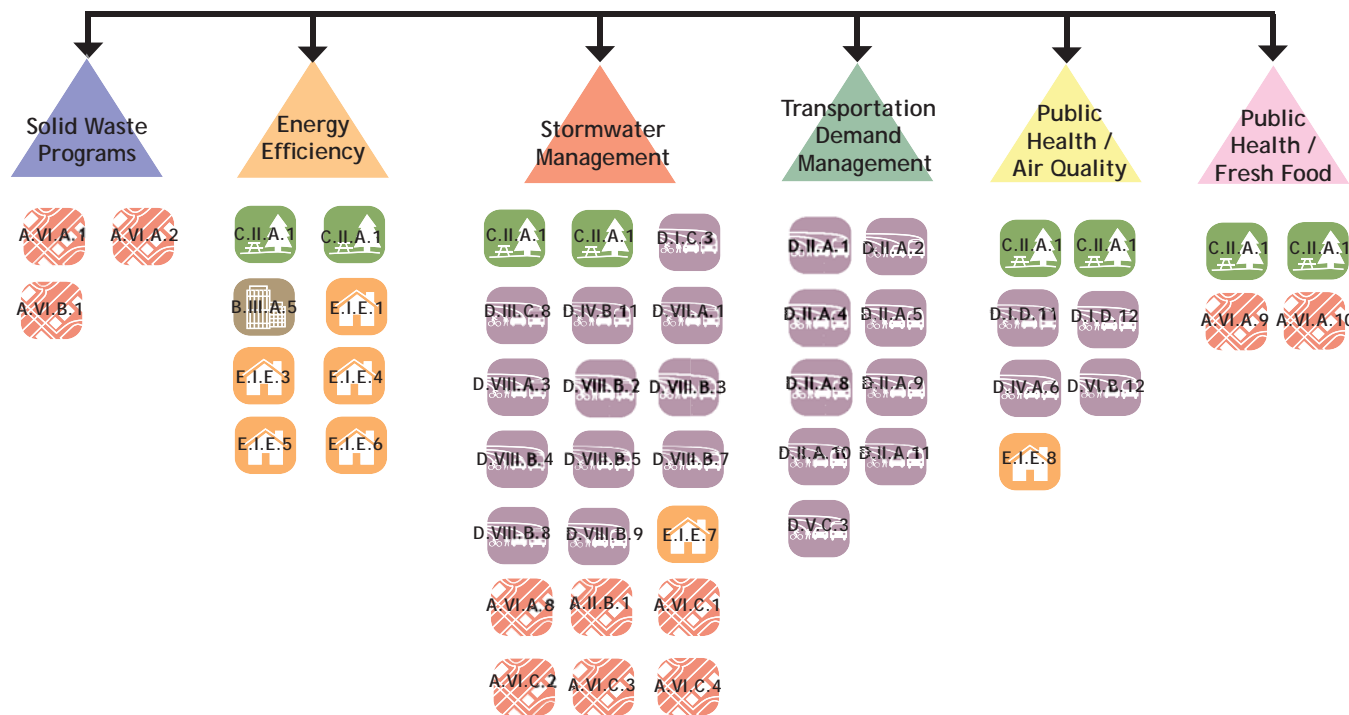 Solid Waste
Programs
A.VI.A.1
A.VI.A.2
A.VI.B.1
Energy
Efficiency
C.II.A.1
C.II.A.1
B.III.A.5
E.I.E.1
E.I.E.3
E.I.E.4
E.I.E.5
E.I.E.6
Stormwater
Management
C.II.A.1
C.II.A.1
D.I.C.3
D.III.C.8
D.IV.B.11
D.VII.A.1
D.VIII.A.3
D.VIII.B.2
D.VIII.B.3
D.VIII.B.4
D.VIII.B.5
D.VIII.B.7
D.VIII.B.8
D.VIII.B.9
E.I.E.7
A.VI.A.8
A.II.B.1
A.VI.C.1
A.VI.C.2
A.VI.C.3
A.VI.C.4
Transportation
Demand
Management
D.II.A.1
D.II.A.2
D.II.A.4
D.II.A.5
D.II.A.8
D.II.A.9
D.II.A.10
D.II.A.11
D.V.C.3
Public
Health /
Air Quality
C.II.A.1
C.II.A.1
D.I.D.11
D.I.D.12
D.IV.A.6
D.VI.B.12
E.I.E.8
Public
Health /
Fresh Food
C.II.A.1
C.II.A.1
A.VI.A.9
A.VI.A.10